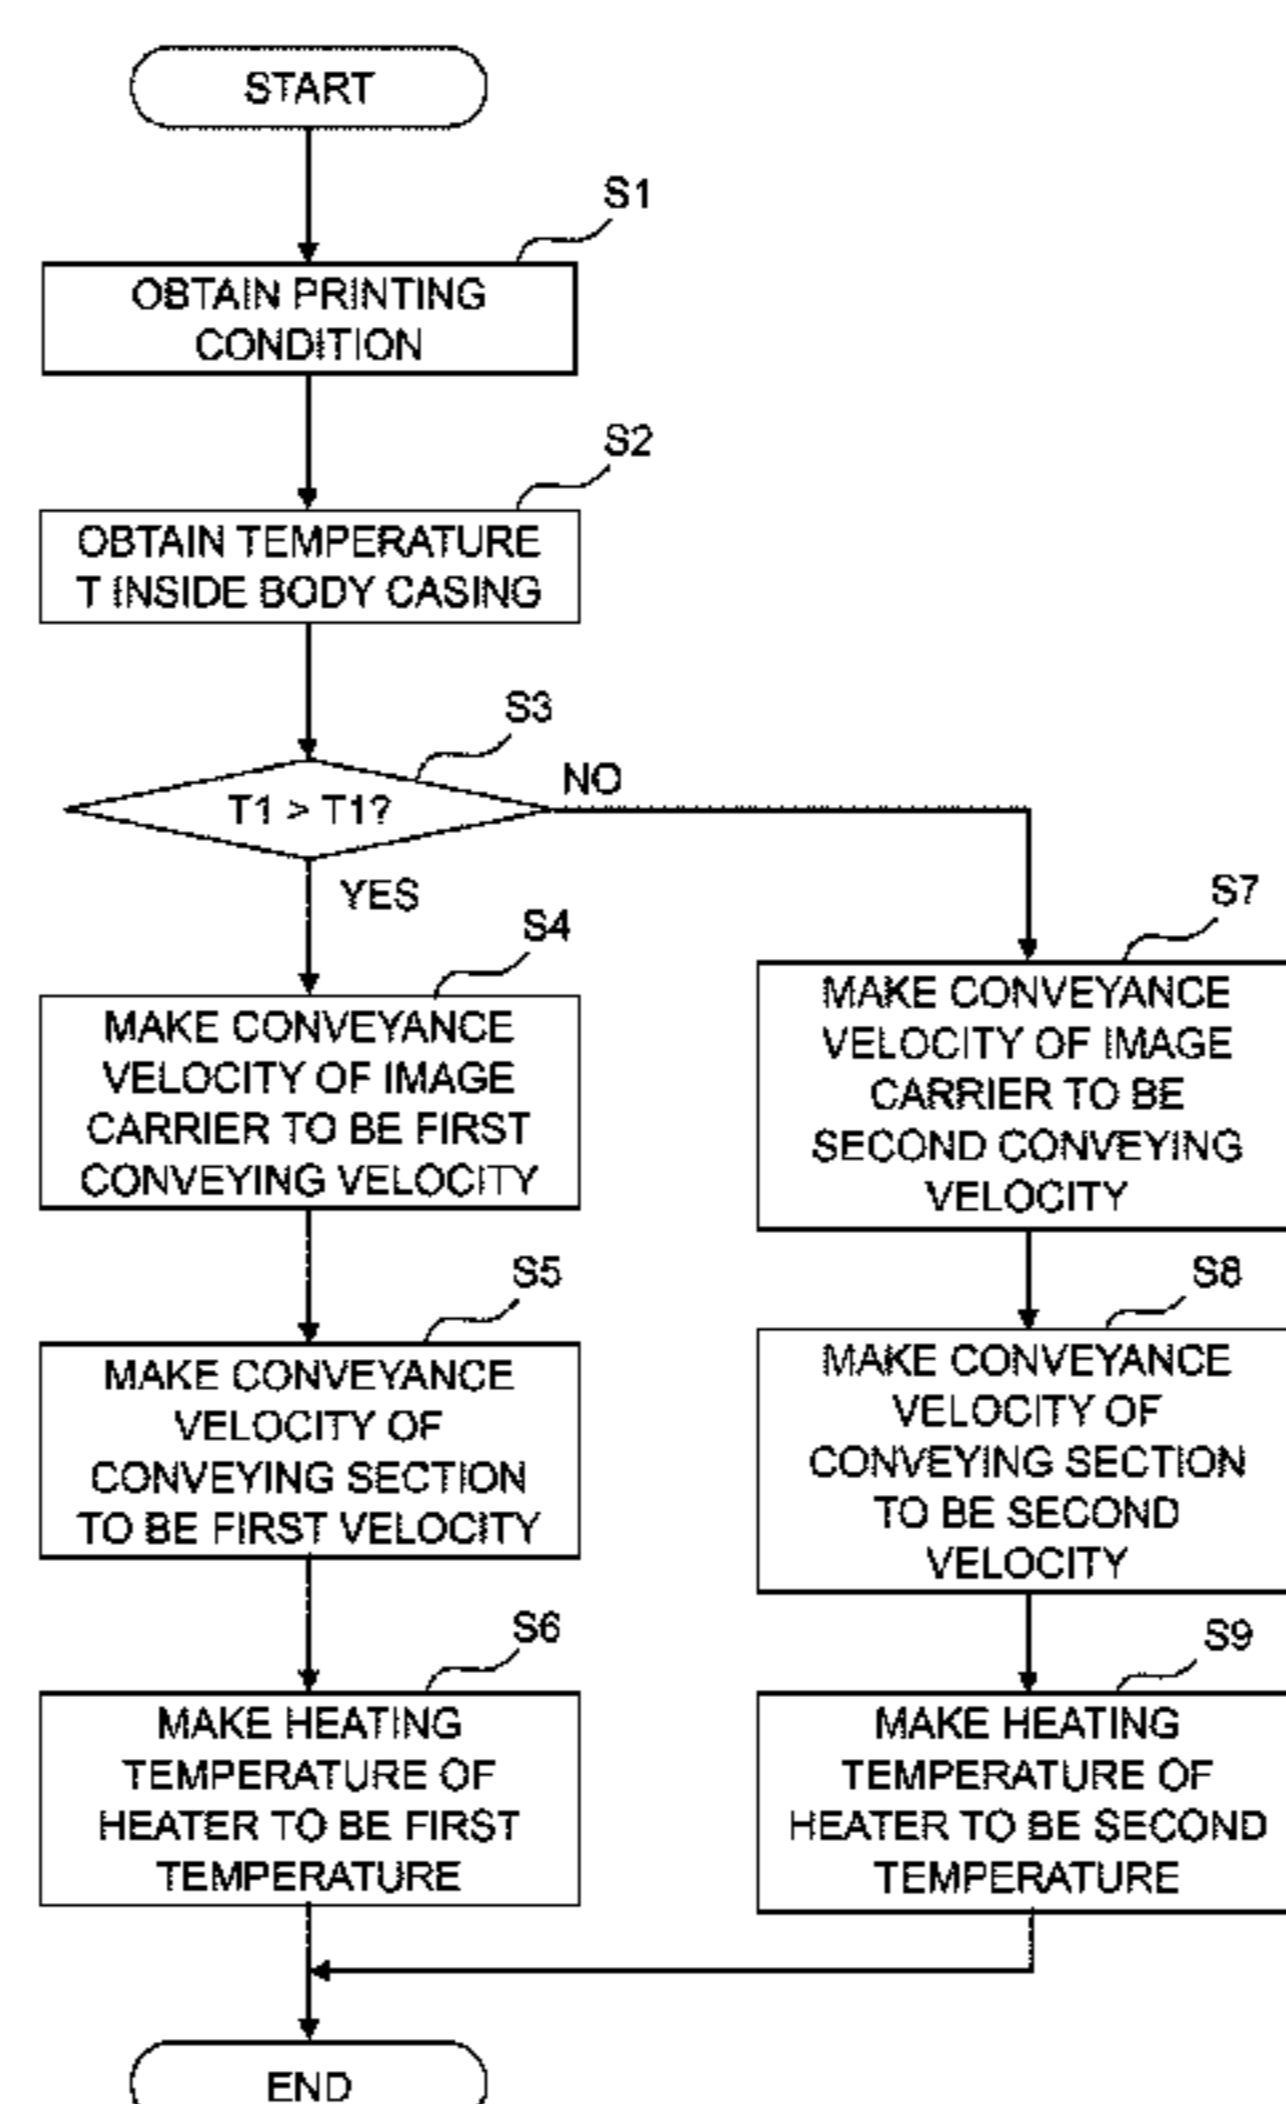 START
S1
OBTAIN PRINTING
CONDITION
S2
OBTAIN TEMPERATURE
T INSIDE BODY CASING
S3
T1 > T1?
NO
YES
S4
MAKE CONVEYANCE
VELOCITY OF IMAGE
CARRIER TO BE FIRST
CONVEYING VELOCITY
S5
MAKE CONVEYANCE
VELOCITY OF
CONVEYING SECTION
TO BE FIRST VELOCITY
S6
MAKE HEATING
TEMPERATURE OF
HEATER TO BE FIRST
TEMPERATURE
S7
MAKE CONVEYANCE
VELOCITY OF IMAGE
CARRIER TO BE
SECOND CONVEYING
VELOCITY
S8
MAKE CONVEYANCE
VELOCITY OF
CONVEYING SECTION
TO BE SECOND
VELOCITY
S9
MAKE HEATING
TEMPERATURE OF
HEATER TO BE SECOND
TEMPERATURE
END